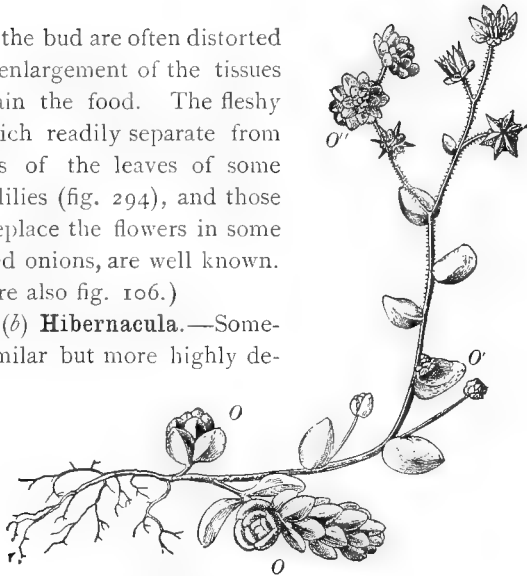 the bud are often distorted
enlargement of the tissues
ain the food. The fleshy
ich readily separate from
s of the leaves of some
lilies (fig. 294), and those
eplace the flowers in some
d onions, are well known.
re also fig. 106.)
(b) Hibernacula.—Some-
milar but more highly de-
O''
O'
O
O